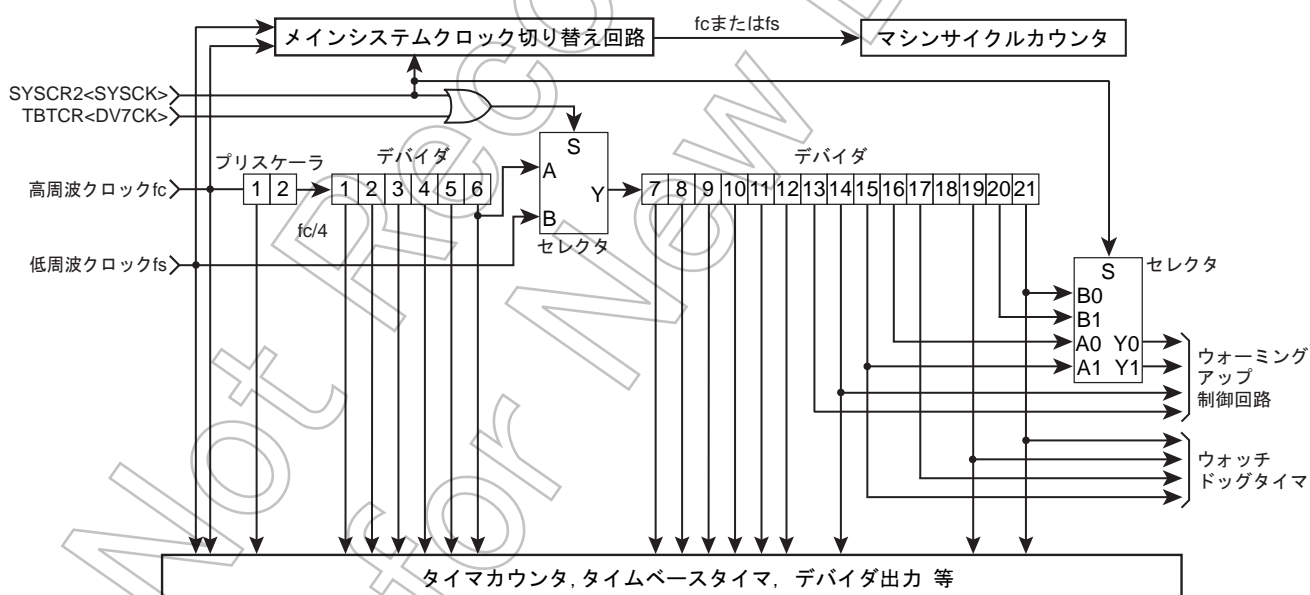 メインシステムクロック切り替え回路
fcまたはfs
マシンサイクルカウンタ
SYSCR2<SYSCK>
TBTCR<DV7CK>
プリスケーラ
デバイダ
S
A
Y
B
セレクタ
デバイダ
高周波クロックfc
1 2
1 2 3 4 5 6
7 8 9 10 11 12 13 14 15 16 17 18 19 20 21
fc/4
低周波クロックfs
S
セレクタ
B0
B1
A0 Y0
A1 Y1
ウォーミング
アップ
制御回路
ウォッチ
ドッグタイマ
タイマカウンタ, タイムベースタイマ, デバイダ出力 等
Not Reco
for New